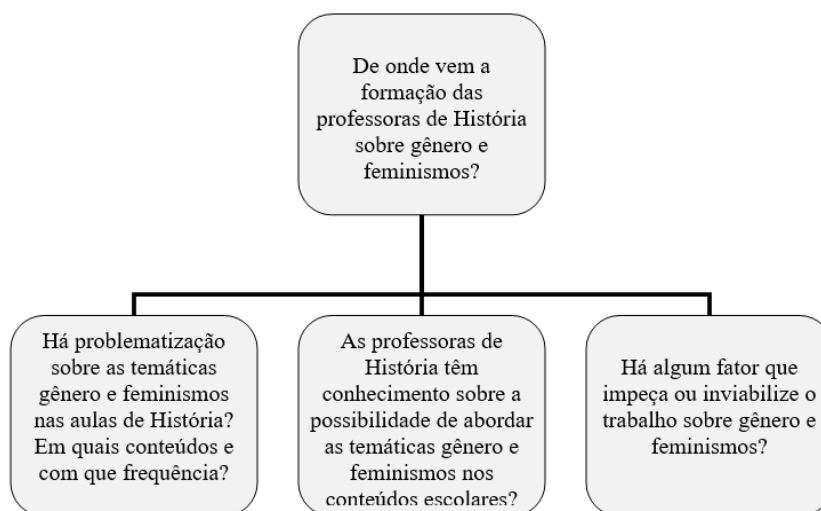 De onde vem a
formação das
professoras de História
sobre gênero e
feminismos?
Há problematização
sobre as temáticas
gênero e feminismos
nas aulas de História?
Em quais conteúdos e
com que frequência?
As professoras de
História têm
conhecimento sobre a
possibilidade de abordar
as temáticas gênero e
feminismos nos
conteúdos escolares?
Há algum fator que
impeça ou inviabilize o
trabalho sobre gênero e
feminismos?